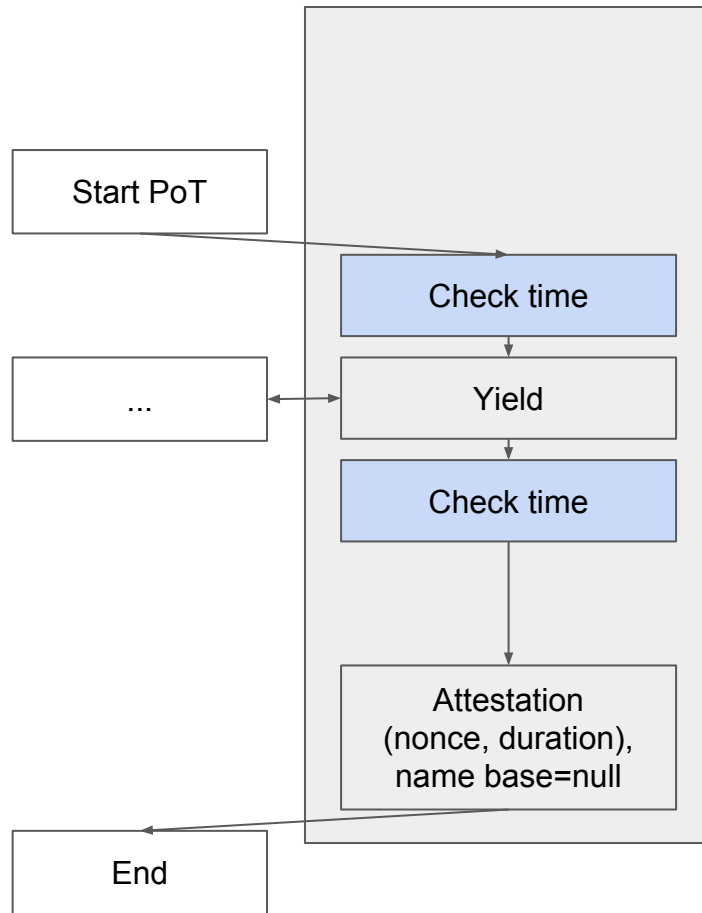 Start PoT
Check time
...
Yield
Check time
Attestation
(nonce, duration),
name base=null
End